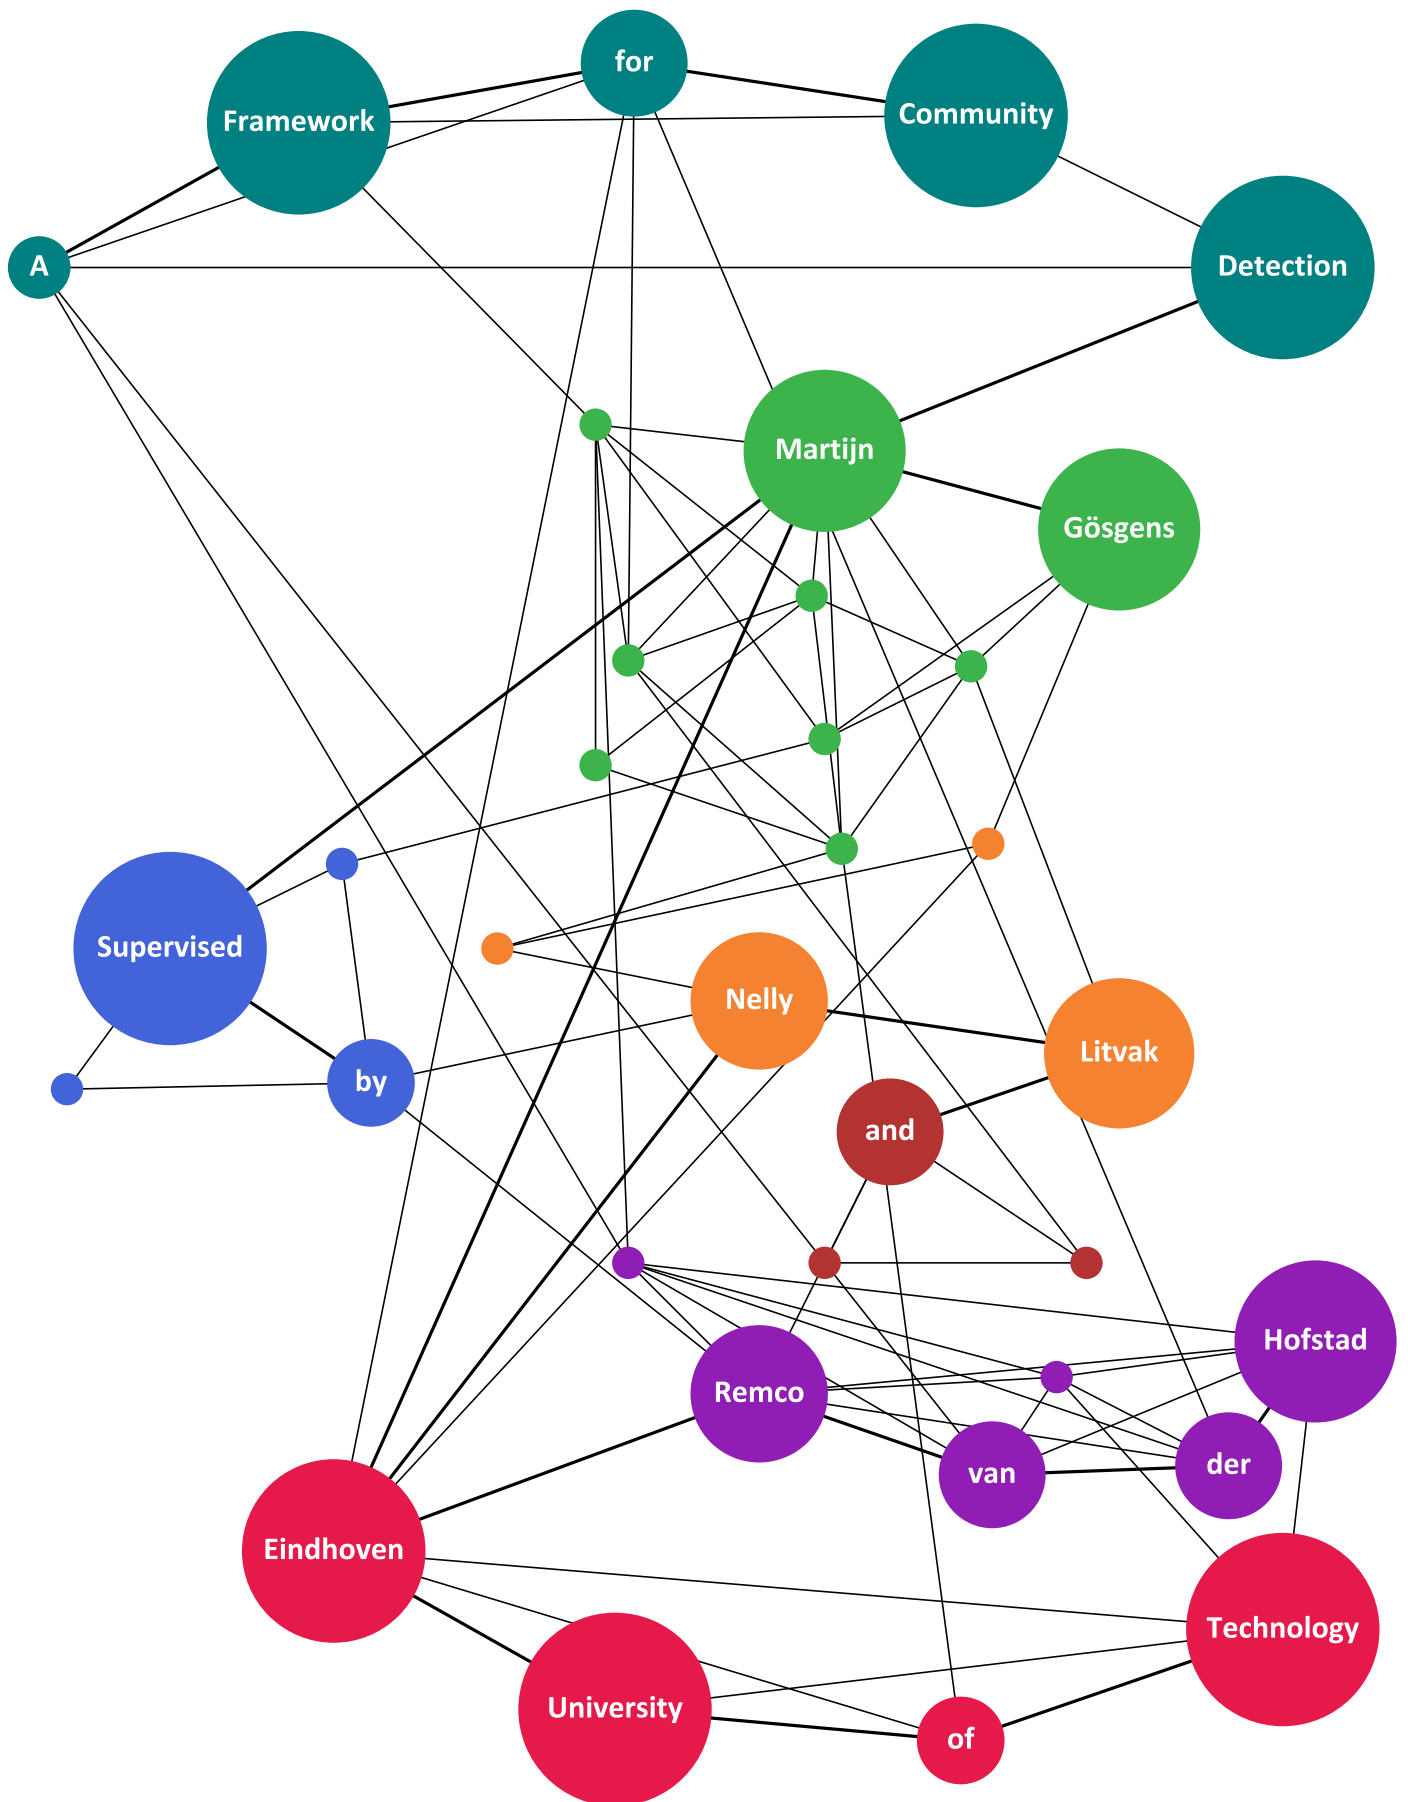 A
Framework
for
Community
Detection
Martijn
Gösgens
Supervised
by
Nelly
Litvak
and
Remco
van
der
Hofstad
Eindhoven
University
of
Technology